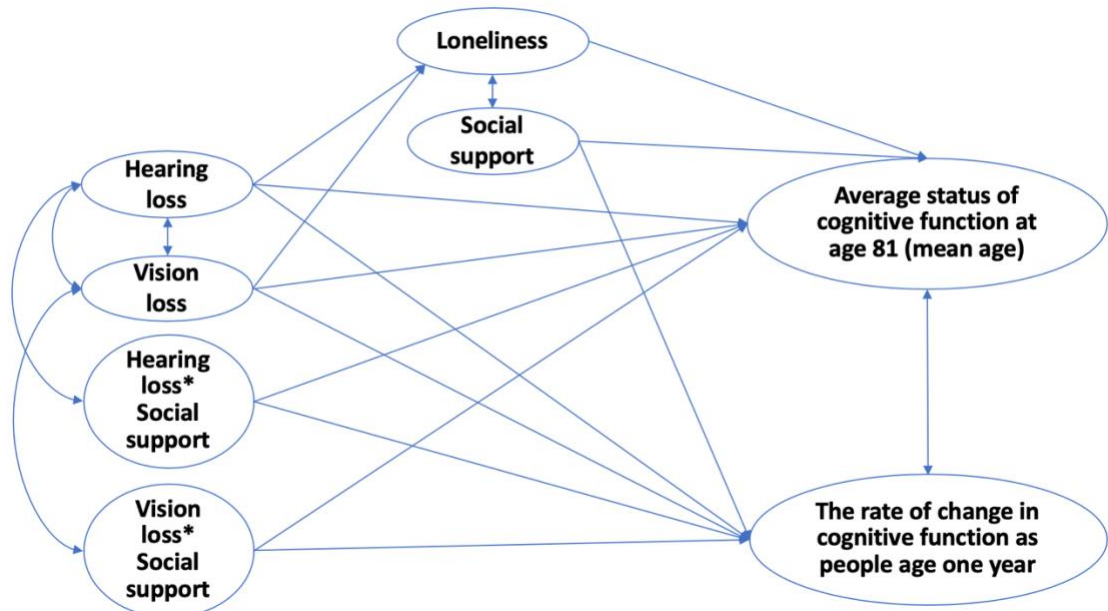 Loneliness
Social
support
Hearing
loss
Vision
loss
Hearing
loss*
Social
support
Vision
loss*
Social
support
Average status of
cognitive function at
age 81 (mean age)
The rate of change in
cognitive function as
people age one year